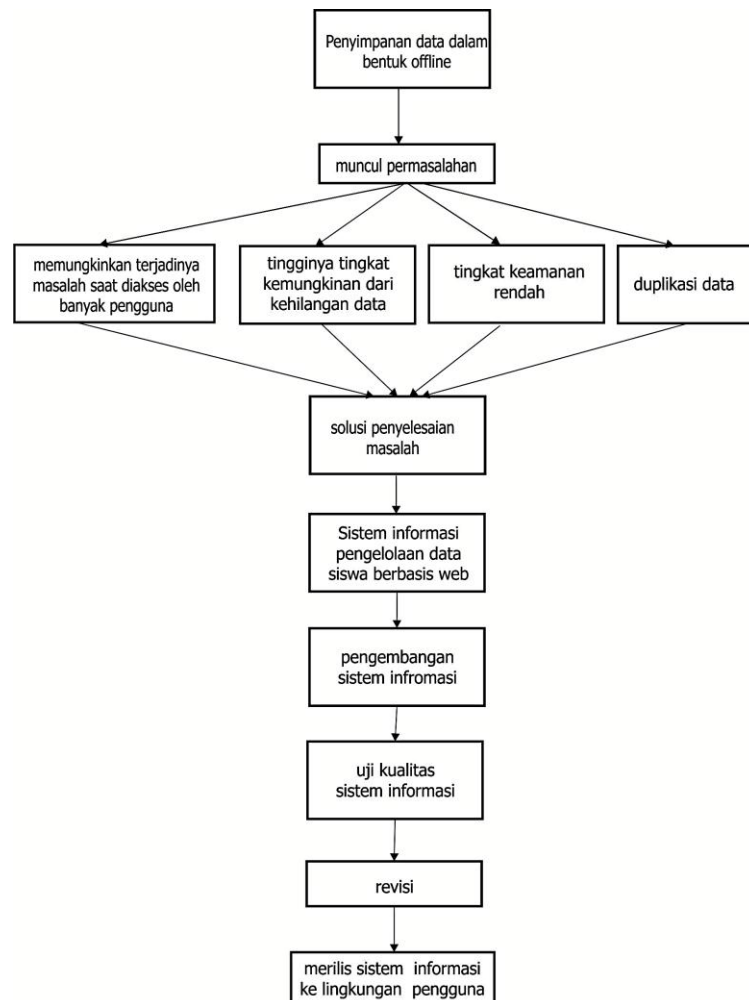 Penyimpanan data dalam
bentuk offline
muncul permasalahan
memungkinkan terjadinya
masalah saat diakses oleh
banyak pengguna
tingginya tingkat
kemungkinan dari
kehilangan data
tingkat keamanan
rendah
duplikasi data
solusi penyelesaian
masalah
Sistem informasi
pengelolaan data
siswa berbasis web
pengembangan
sistem infromasi
uji kualitas
sistem informasi
revisi
merilis sistem informasi
ke lingkungan pengguna